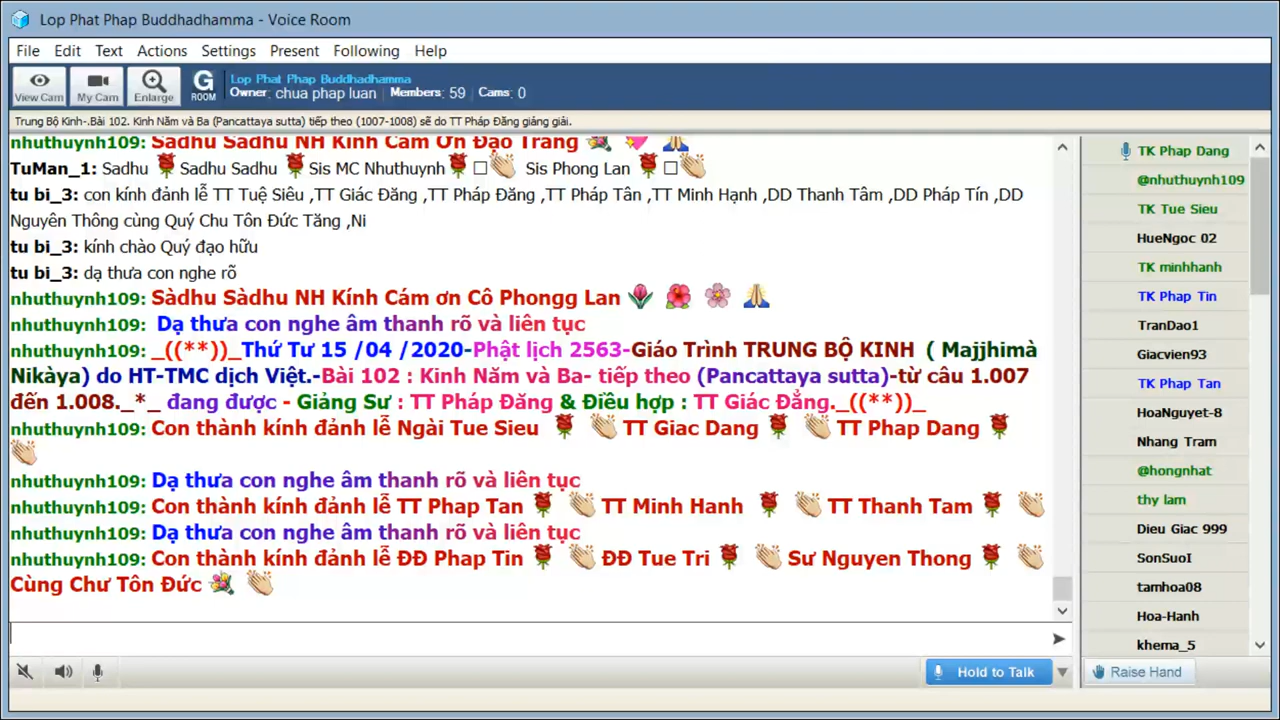 Lop Phat Phap Buddhadhamma - Voice Room
File Edit Text Actions Settings Present Following Help
View Cam My Cam Enlarge G ROOM
Lop Phat Phap Buddhadhamma
Owner: chua phap luan Members: 59 Cams: 0
Trung Bộ Kinh-.Bài 102. Kinh Năm và Ba (Pancattaya sutta) tiếp theo (1007-1008) sẽ do TT Pháp Đăng giảng giải.
nhuthuynh109: Sadhu Sadhu NH Kính Cám Ơn Đạo Tràng
TuMan_1: Sadhu Sadhu Sadhu Sis MC Nhuthuynh Sis Phong Lan
tu bi_3: con kính đảnh lễ TT Tuệ Siêu ,TT Giác Đăng ,TT Pháp Đăng ,TT Pháp Tân ,TT Minh Hạnh ,DD Thanh Tâm ,DD Pháp Tín ,DD
Nguyên Thông cùng Quý Chu Tôn Đức Tăng ,Ni
tu bi_3: kính chào Quý đạo hữu
tu bi_3: dạ thưa con nghe rõ
nhuthuynh109: Sàdhu Sàdhu NH Kính Cám ơn Cô Phongg Lan
nhuthuynh109: Dạ thưa con nghe âm thanh rõ và liên tục
nhuthuynh109: _((**))_Thứ Tư 15 /04 /2020-Phật lịch 2563-Giáo Trình TRUNG BỘ KINH ( Majjhimà
Nikàya) do HT-TMC dịch Việt.-Bài 102 : Kinh Năm và Ba- tiếp theo (Pancattaya sutta)-từ câu 1.007
đến 1.008._*_ đang được - Giảng Sư : TT Pháp Đăng & Điều hợp : TT Giác Đẳng._((**))_
nhuthuynh109: Con thành kính đảnh lễ Ngài Tue Sieu TT Giac Dang TT Phap Dang
nhuthuynh109: Dạ thưa con nghe âm thanh rõ và liên tục
nhuthuynh109: Con thành kính đảnh lễ TT Phap Tan TT Minh Hanh TT Thanh Tam
nhuthuynh109: Dạ thưa con nghe âm thanh rõ và liên tục
nhuthuynh109: Con thành kính đảnh lễ ĐĐ Phap Tin ĐĐ Tue Tri Sư Nguyen Thong
Cùng Chư Tôn Đức
Hold to Talk
TK Phap Dang
@nhuthuynh109
TK Tue Sieu
HueNgoc 02
TK minhhanh
TK Phap Tin
TranDao1
Giacvien93
TK Phap Tan
HoaNguyet-8
Nhang Tram
@hongnhat
thy lam
Dieu Giac 999
SonSuoI
tamhoa08
Hoa-Hanh
khema_5
Raise Hand